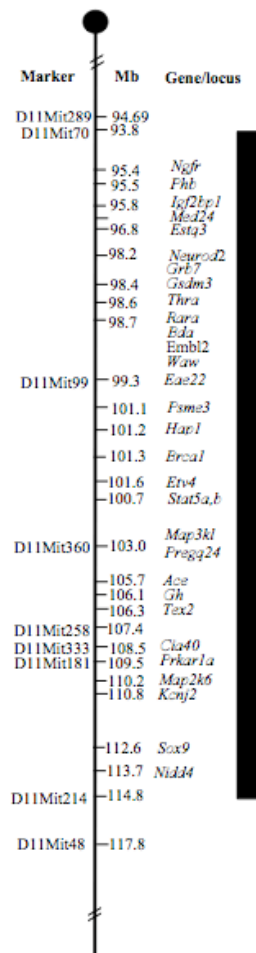 Marker Mb Gene/locus
D11Mit289 94.69
D11Mit70 93.8
95.4 Ngfr
95.5 Phb
95.8 Igf2bp1
Med24
96.8 Estq3
98.2 Neurod2
Grb7
98.4 Gsdm3
98.6 Thra
98.7 Rara
Bda
Embl2
Waw
D11Mit99 99.3 Eae22
101.1 Psme3
101.2 Hap1
101.3 Brca1
101.6 Etv4
100.7 Stat5a,b
Map3kl
D11Mit360 103.0
Pregq24
105.7 Ace
106.1 Gh
106.3 Tex2
D11Mit258 107.4
D11Mit333 108.5 Cia40
D11Mit181 109.5 Prkar1a
110.2 Map2k6
110.8 Kcnj2
112.6 Sox9
113.7 Nidd4
D11Mit214 114.8
D11Mit48 117.8